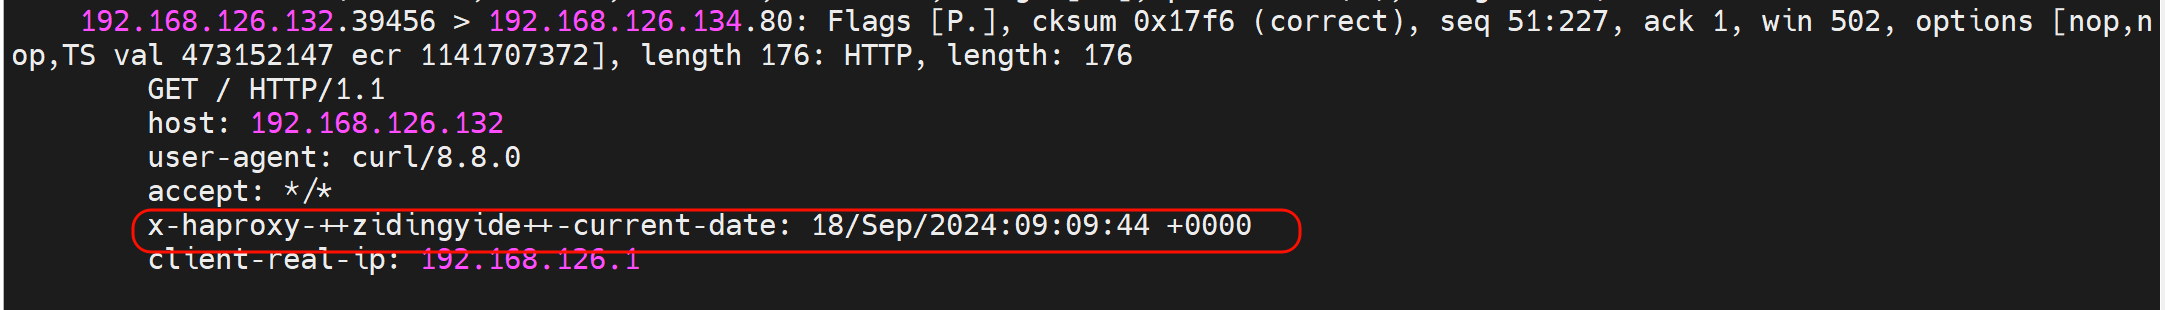 192.168.126.132.39456 > 192.168.126.134.80: Flags [P.], cksum 0x17f6 (correct), seq 51:227, ack 1, win 502, options [nop,n
op,TS val 473152147 ecr 1141707372], length 176: HTTP, length: 176
GET / HTTP/1.1
host: 192.168.126.132
user-agent: curl/8.8.0
accept: */*
x-haproxy-++zidingyide++-current-date: 18/Sep/2024:09:09:44 +0000
client-real-ip: 192.168.126.1